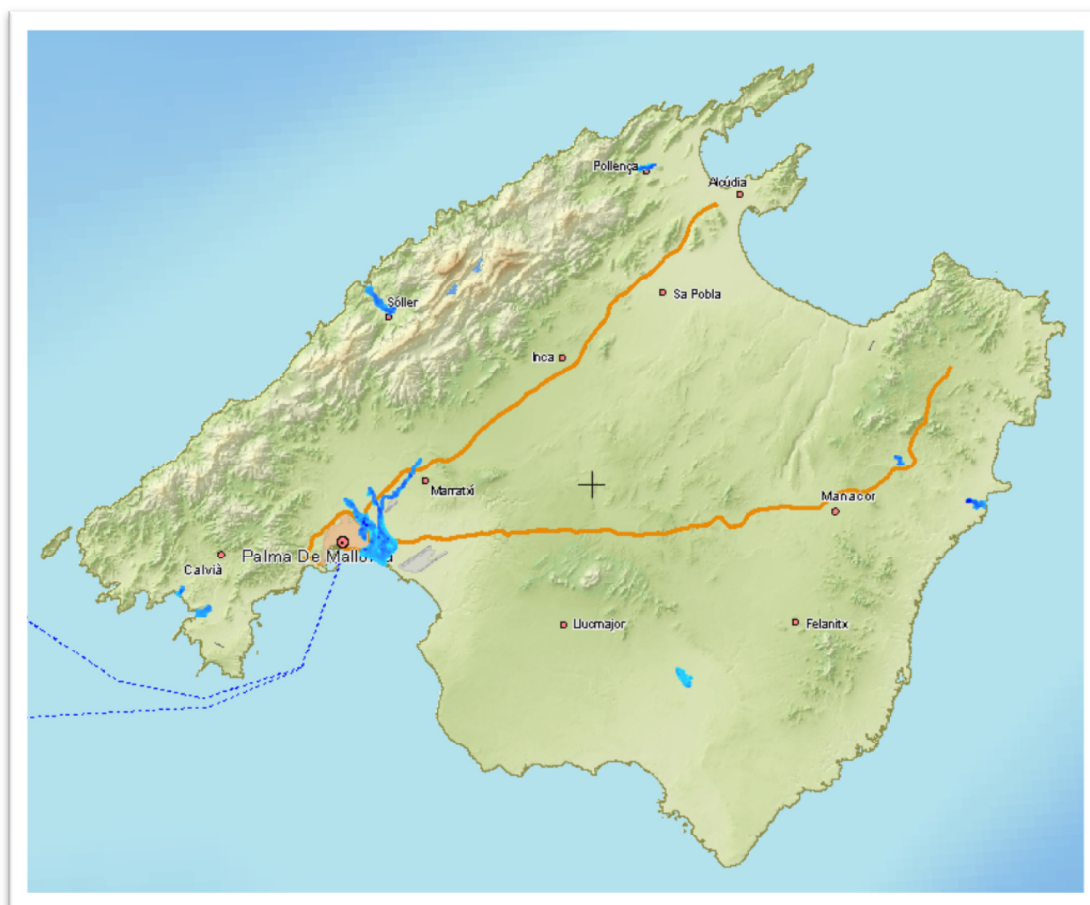 Pollença
Alcúdia
Sa Pobla
Sóller
Inca
Marratxí
Manacor
Palma De Mallorca
Calvià
Llucmajor
Felanitx